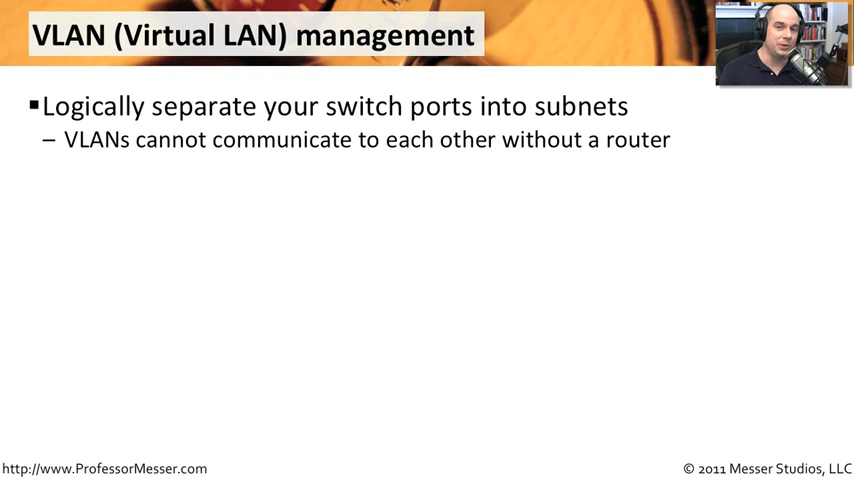 VLAN (Virtual LAN) management
▪Logically separate your switch ports into subnets
– VLANs cannot communicate to each other without a router
http://www.ProfessorMesser.com
© 2011 Messer Studios, LLC